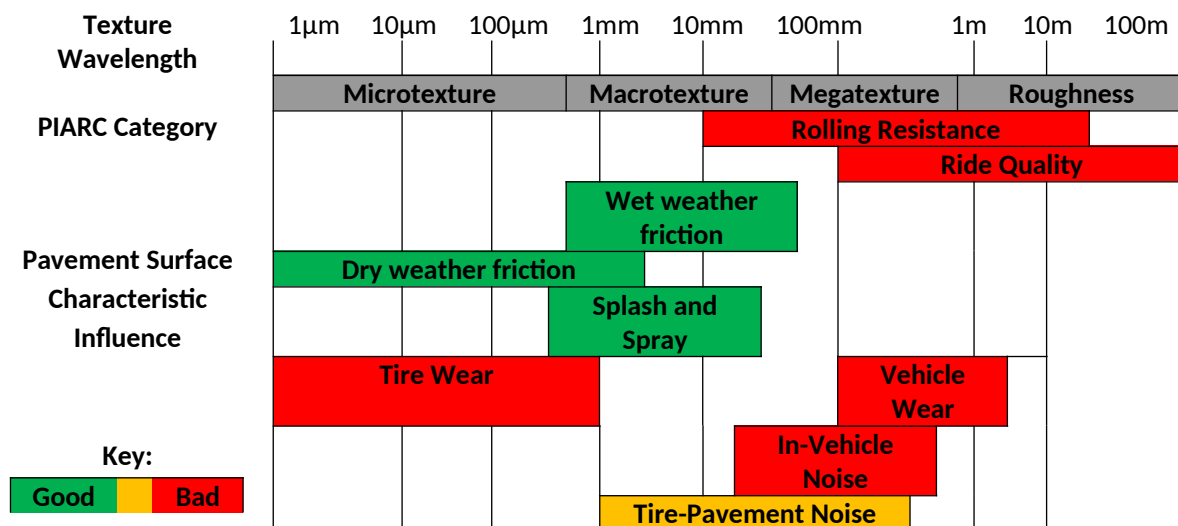 Texture
Wavelength
1µm 10µm 100µm 1mm 10mm 100mm 1m 10m 100m
Microtexture Macrotexture Megatexture Roughness
PIARC Category
Rolling Resistance
Ride Quality
Wet weather
friction
Pavement Surface
Characteristic
Influence
Dry weather friction
Splash and
Spray
Tire Wear
Vehicle
Wear
In-Vehicle
Noise
Tire-Pavement Noise
Key:
Good Bad